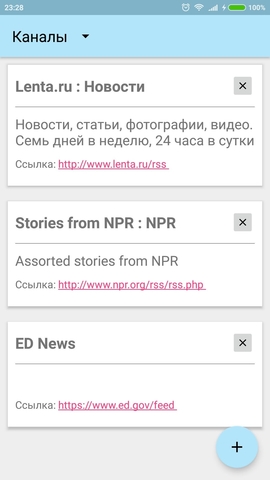 23:28
100%
Каналы
Lenta.ru : Новости
Новости, статьи, фотографии, видео.
Семь дней в неделю, 24 часа в сутки
Ссылка: http://www.lenta.ru/rss
Stories from NPR : NPR
Assorted stories from NPR
Ссылка: http://www.npr.org/rss/rss.php
ED News
Ссылка: https://www.ed.gov/feed